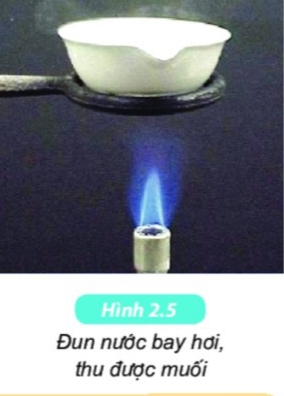 Hình 2.5
Đun nước bay hơi,
thu được muối